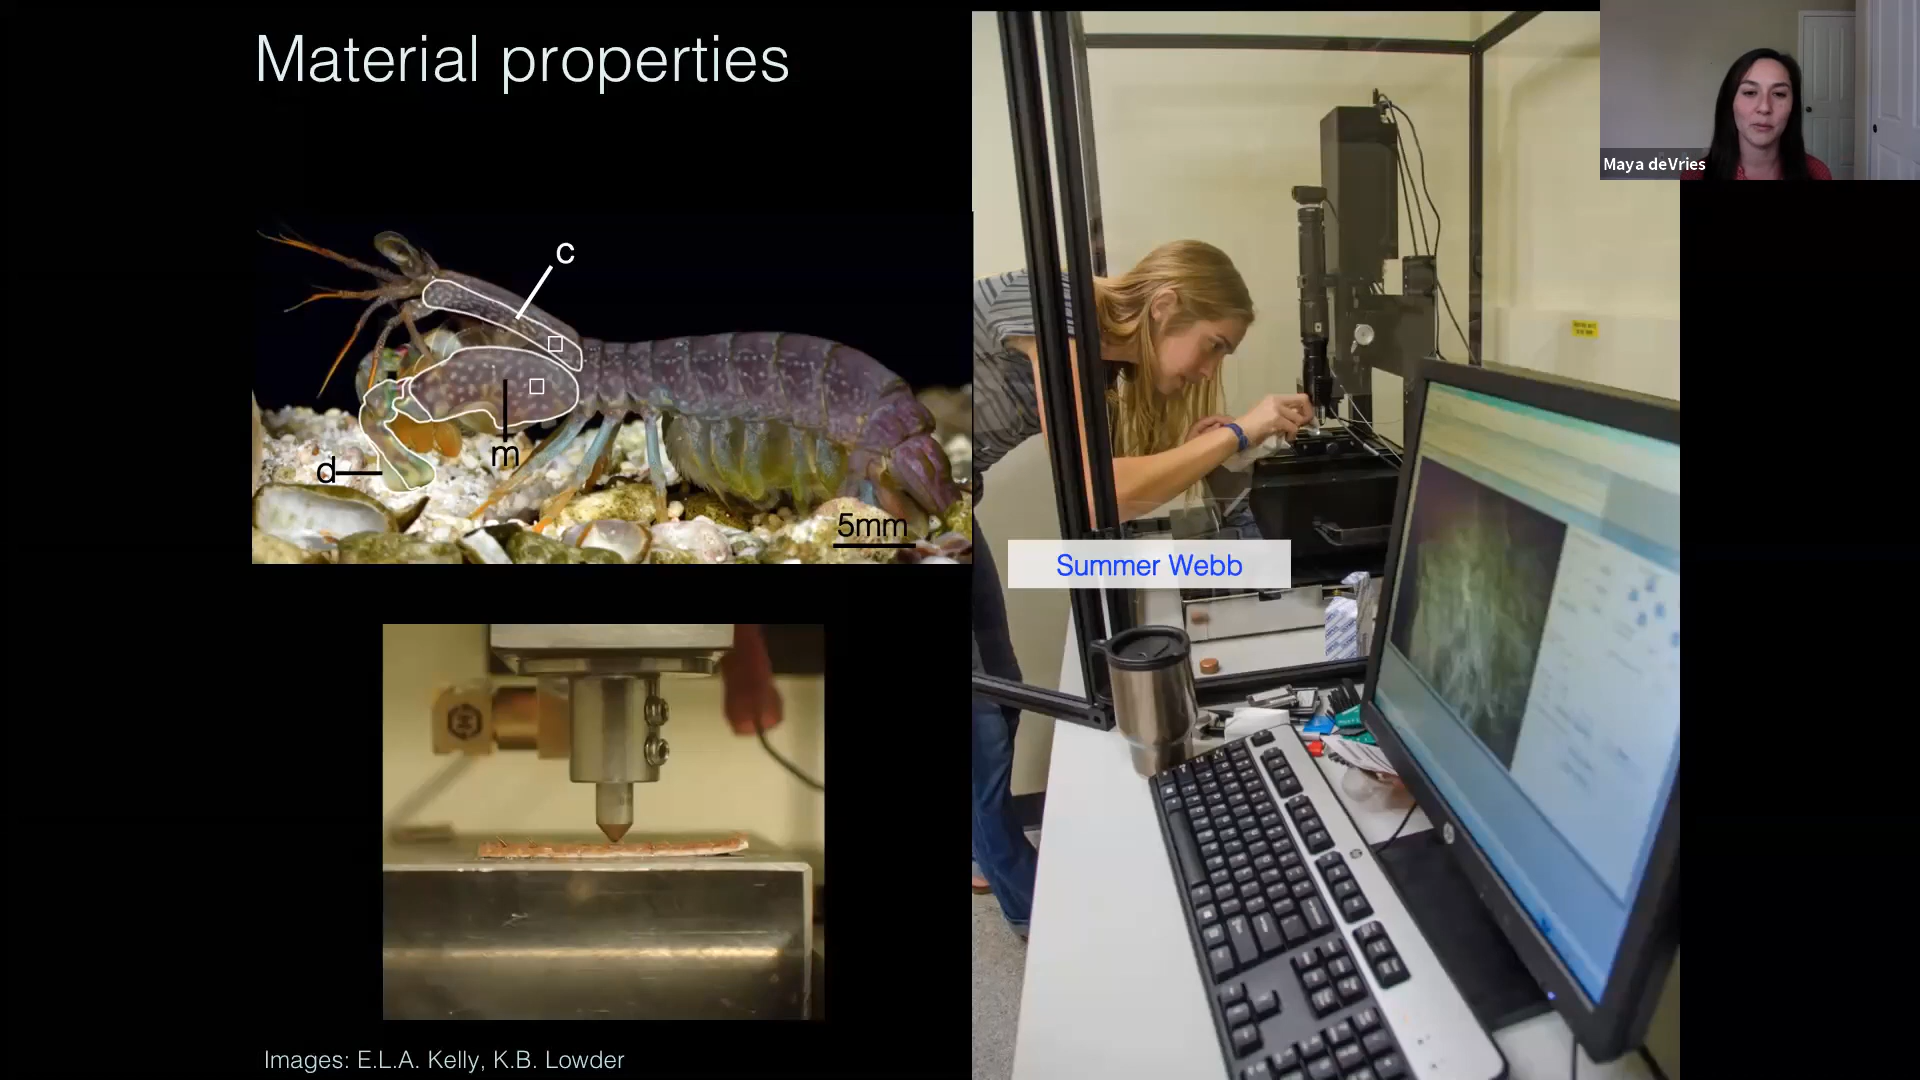 Material properties
c
m
d
5mm
Summer Webb
Maya deVries
Images: E.L.A. Kelly, K.B. Lowder